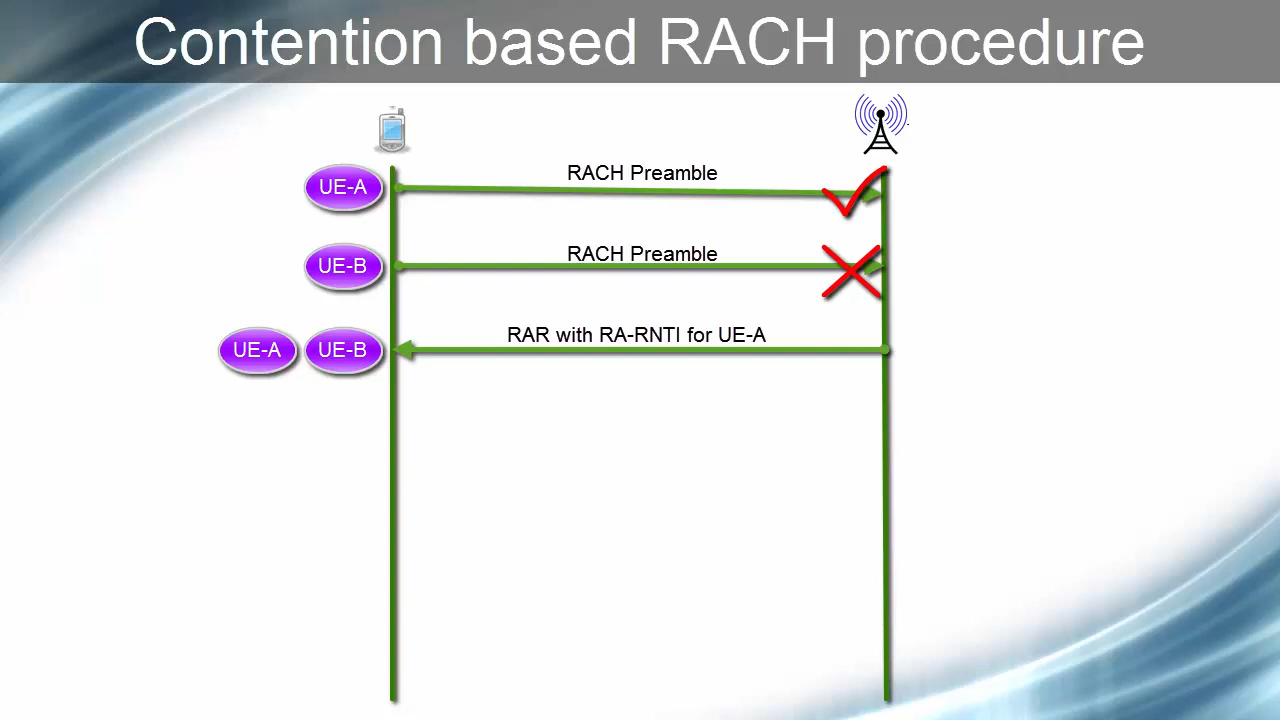 Contention based RACH procedure
UE-A
RACH Preamble
UE-B
RACH Preamble
UE-A
UE-B
RAR with RA-RNTI for UE-A